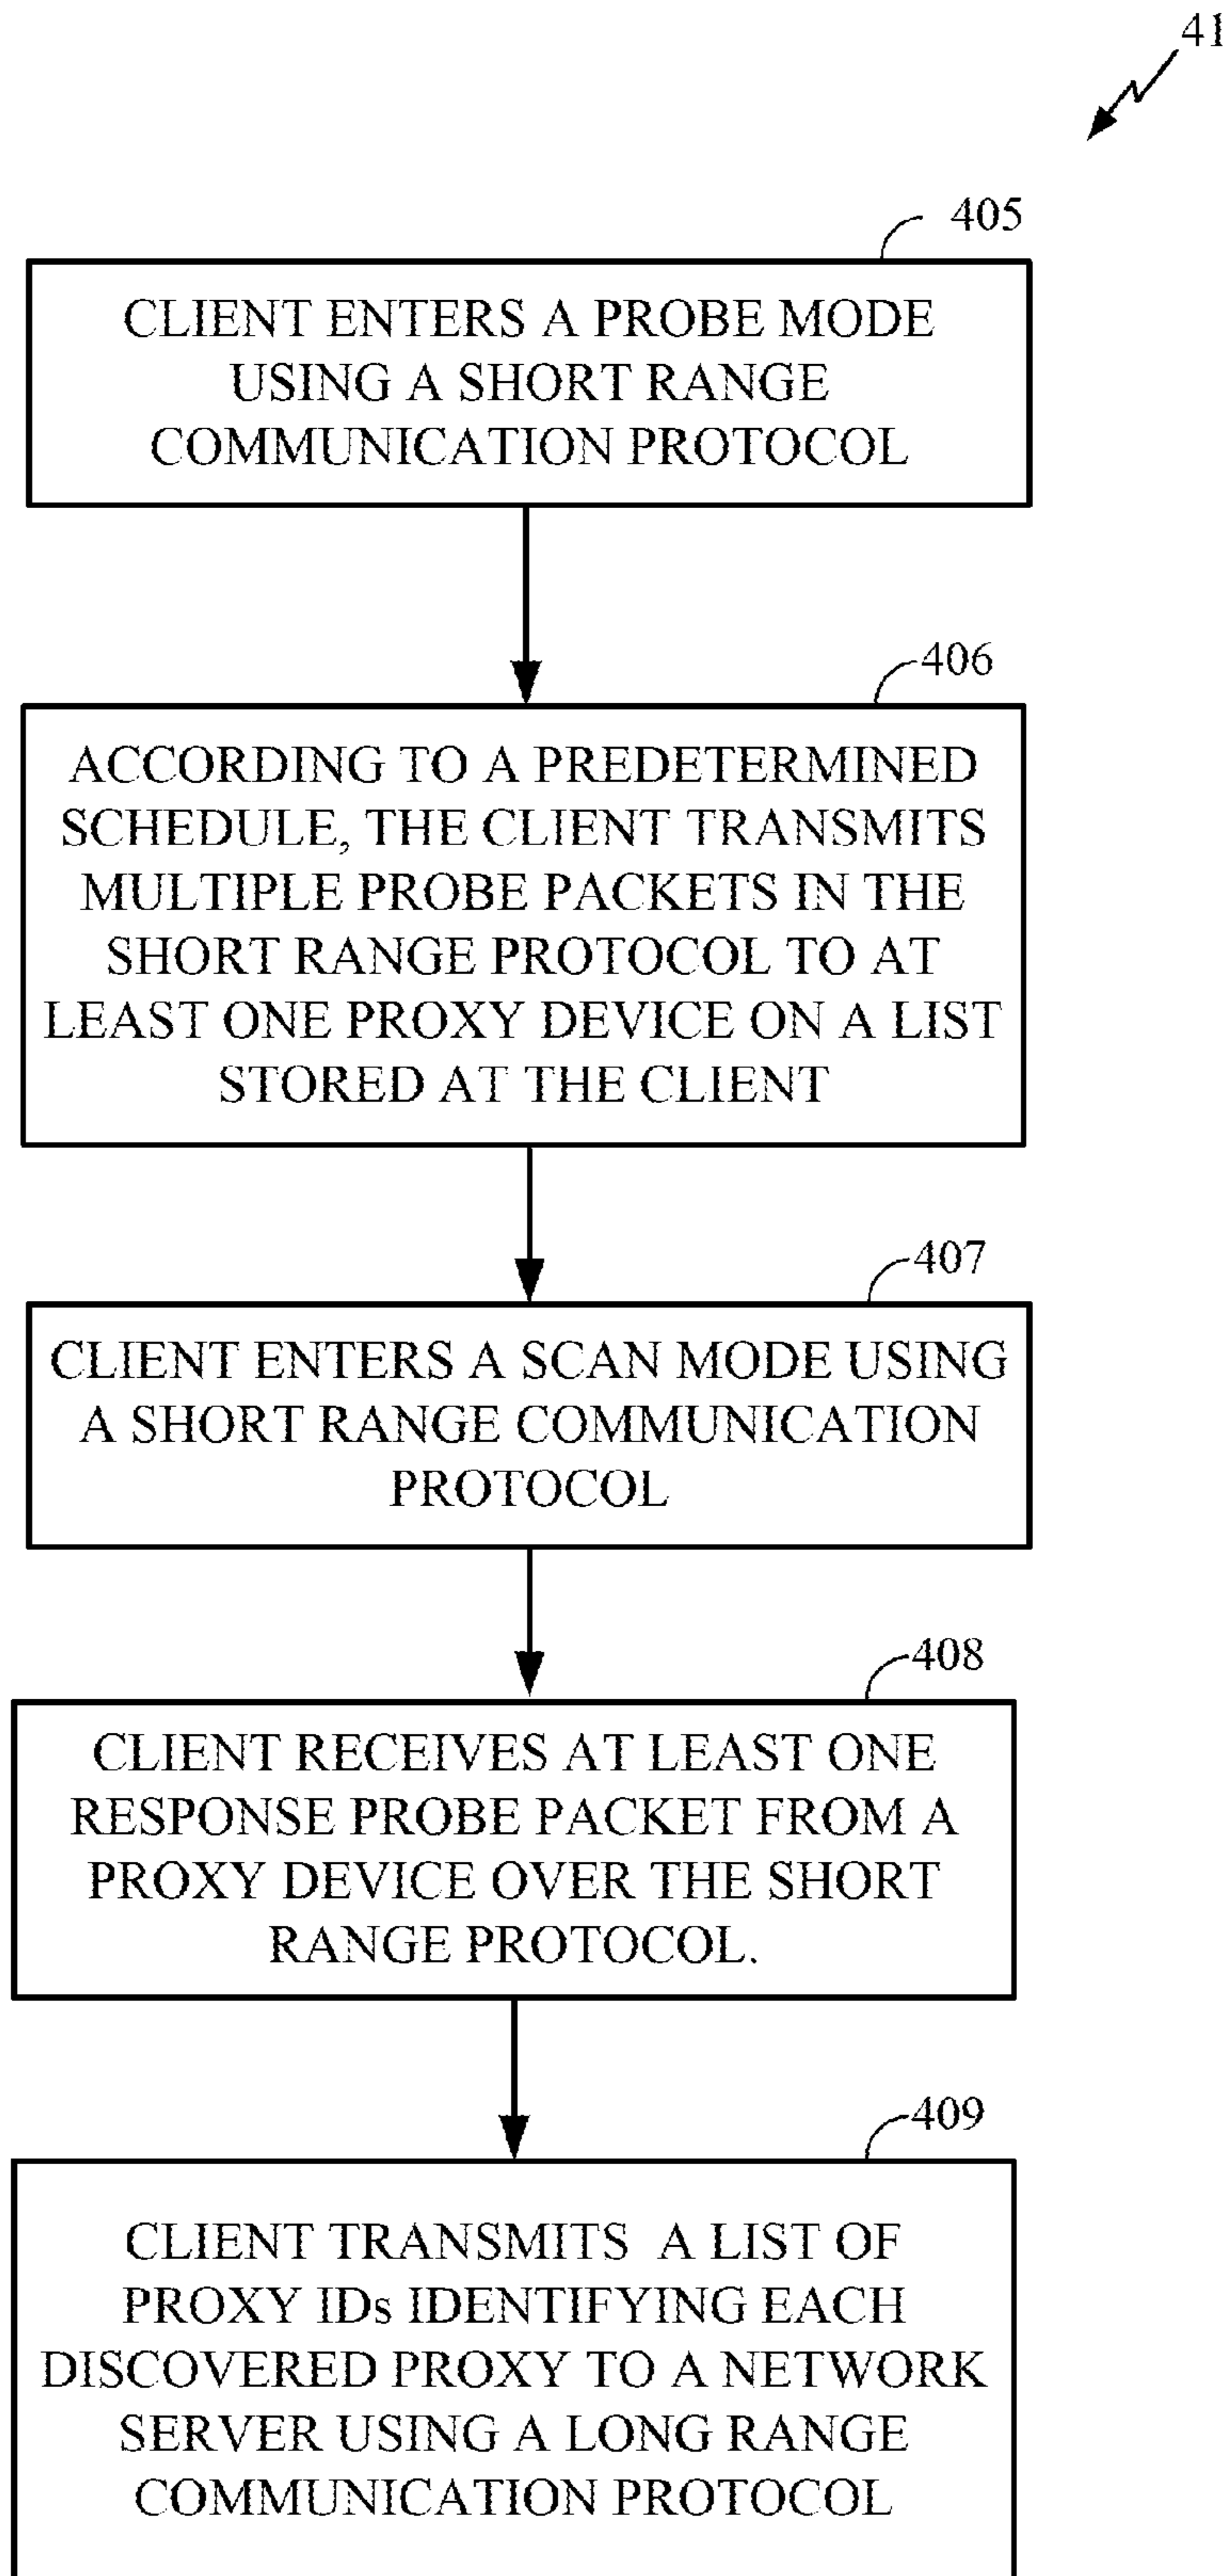 41
405
CLIENT ENTERS A PROBE MODE
USING A SHORT RANGE
COMMUNICATION PROTOCOL
406
ACCORDING TO A PREDETERMINED
SCHEDULE, THE CLIENT TRANSMITS
MULTIPLE PROBE PACKETS IN THE
SHORT RANGE PROTOCOL TO AT
LEAST ONE PROXY DEVICE ON A LIST
STORED AT THE CLIENT
407
CLIENT ENTERS A SCAN MODE USING
A SHORT RANGE COMMUNICATION
PROTOCOL
408
CLIENT RECEIVES AT LEAST ONE
RESPONSE PROBE PACKET FROM A
PROXY DEVICE OVER THE SHORT
RANGE PROTOCOL.
409
CLIENT TRANSMITS A LIST OF
PROXY IDs IDENTIFYING EACH
DISCOVERED PROXY TO A NETWORK
SERVER USING A LONG RANGE
COMMUNICATION PROTOCOL